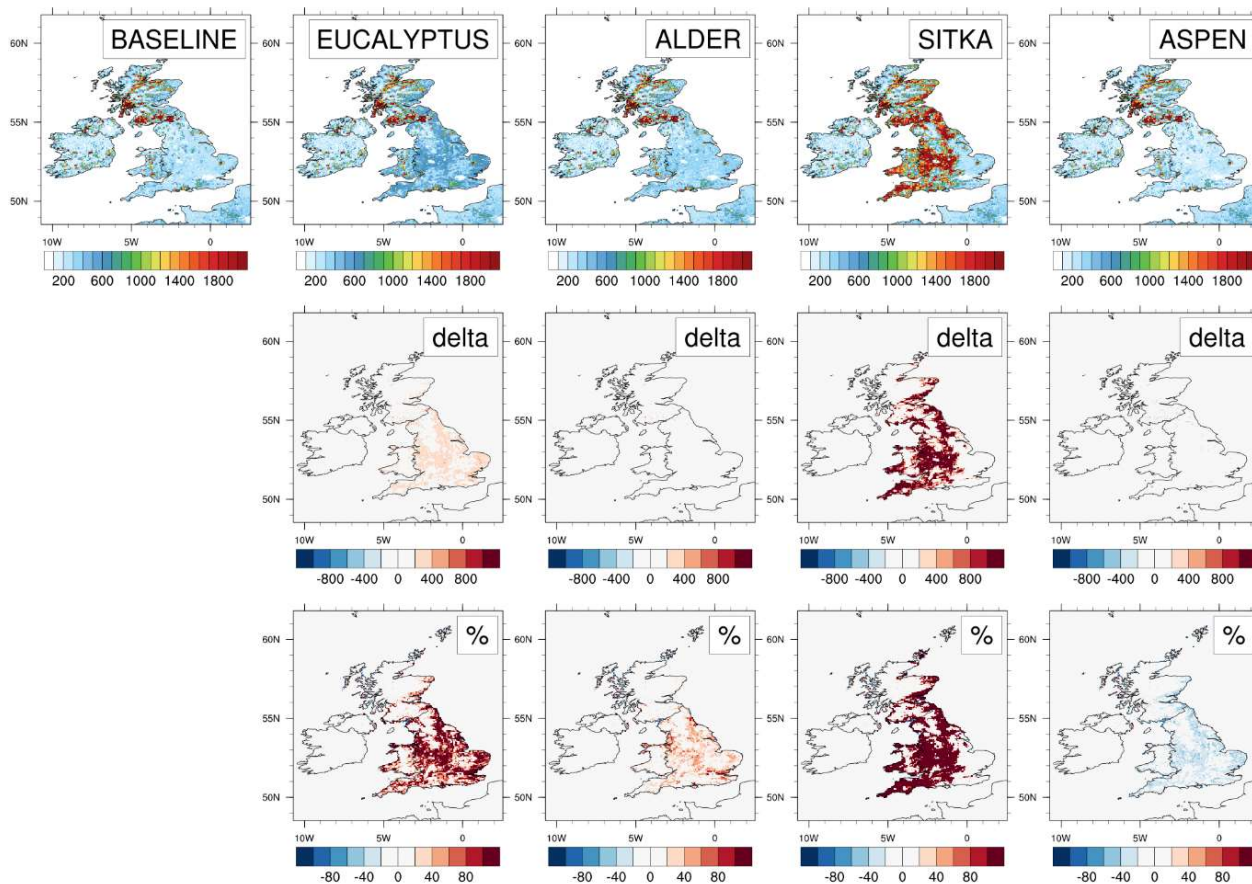 BASELINE EUCALYPTUS ALDER SITKA ASPEN
60N 60N 60N 60N 60N
55N 55N 55N 55N 55N
50N 50N 50N 50N 50N
10W 5W 0 10W 5W 0 10W 5W 0 10W 5W 0 10W 5W 0
200 600 1000 1400 1800 200 600 1000 1400 1800 200 600 1000 1400 1800 200 600 1000 1400 1800 200 600 1000 1400 1800
delta delta delta delta
60N 60N 60N 60N
55N 55N 55N 55N
50N 50N 50N 50N
10W 5W 0 10W 5W 0 10W 5W 0 10W 5W 0
-800 -400 0 400 800 -800 -400 0 400 800 -800 -400 0 400 800 -800 -400 0 400 800
% % % %
60N 60N 60N 60N
55N 55N 55N 55N
50N 50N 50N 50N
10W 5W 0 10W 5W 0 10W 5W 0 10W 5W 0
-80 -40 0 40 80 -80 -40 0 40 80 -80 -40 0 40 80 -80 -40 0 40 80